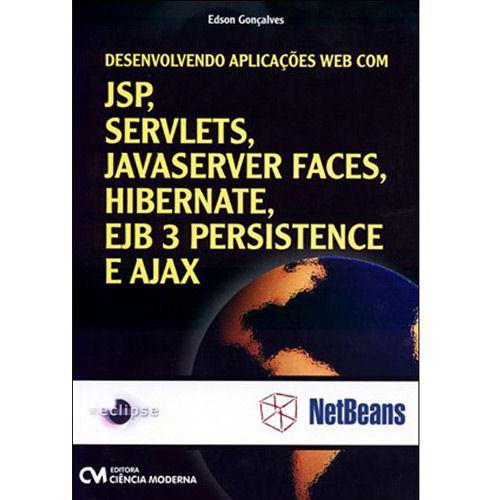 Edson Gonçalves
DESENVOLVENDO APLICAÇÕES WEB COM
JSP,
SERVLETS,
JAVASERVER FACES,
HIBERNATE,
EJB 3 PERSISTENCE
E AJAX
eclipse
NetBeans
CM EDITORA
CIÊNCIA MODERNA